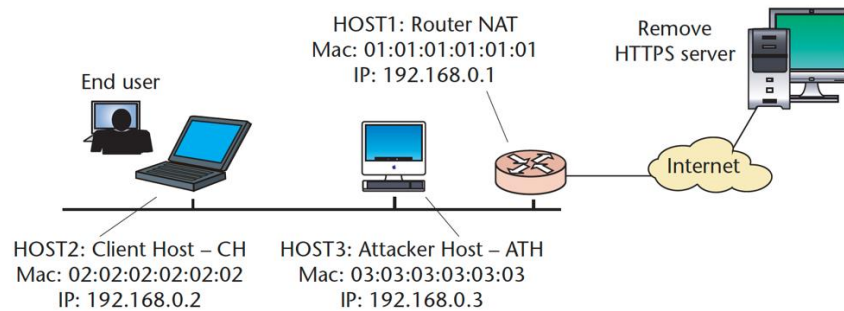 HOST1: Router NAT
Mac: 01:01:01:01:01:01
IP: 192.168.0.1
Remove
HTTPS server
End user
Internet
HOST2: Client Host – CH
Mac: 02:02:02:02:02:02
IP: 192.168.0.2
HOST3: Attacker Host – ATH
Mac: 03:03:03:03:03:03
IP: 192.168.0.3